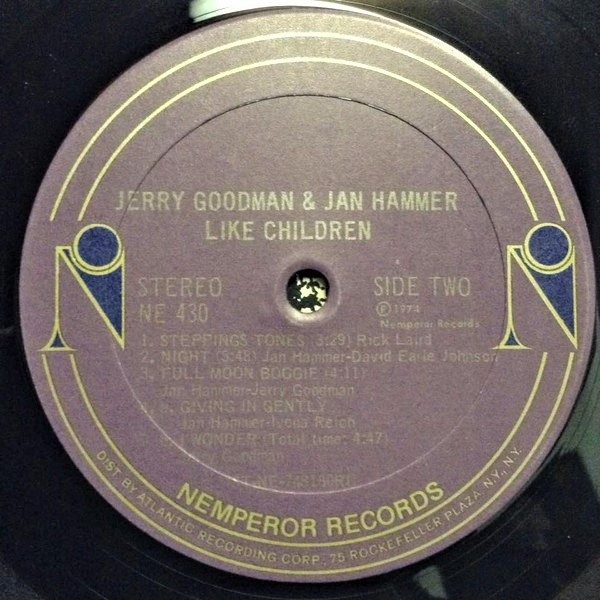 JERRY GOODMAN & JAN HAMMER
LIKE CHILDREN
STEREO
NE 430
SIDE TWO
Ⓟ 1974
Nemperor Records
1. STEPPINGS TONES (3:29) Rick Laird
2. NIGHT (3:48) Jan Hammer-David Earle Johnson
3. FULL MOON BOGGIE (4:11)
Jan Hammer-Jerry Goodman
GIVING IN GENTLY
Jan Hammer-Ivona Reich
I WONDER (Total time: 4:47)
Goodman
NEMPEROR RECORDS
DIST. BY ATLANTIC RECORDING CORP., 75 ROCKEFELLER PLAZA, N.Y., N.Y.